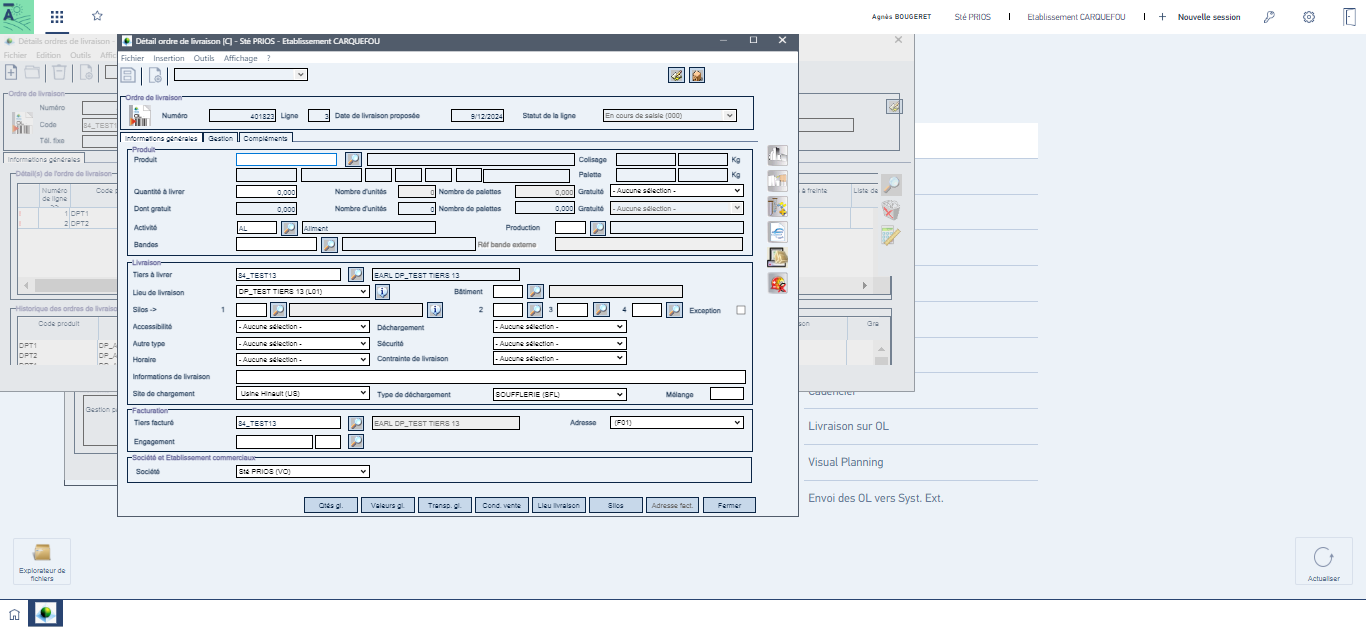 Agnès BOUGERET Sté PRIOS Etablissement CARQUEFOU + Nouvelle session
Détails ordres de livraison -
Fichier Edition Outils
Ordre de livraison
Numéro
Code 84_TEST1
Tél. fixe
Informations générales
Détail(s) de l'ordre de livraison
Numéro de ligne
1 DPT1
2 DPT2
à freinte Liste de
Historique des ordres de livraiso
Code produit
DPT1 DP_A
DPT2 DP_A
Gra
Gestion p
Détail ordre de livraison [C] - Sté PRIOS - Etablissement CARQUEFOU
Fichier Insertion Outils Affichage ?
Ordre de livraison
Numéro 401823 Ligne 3 Date de livraison proposée 9/12/2024 Statut de la ligne En cours de saisie (000)
Informations générales Gestion Compléments
Produit
Produit Colisage Kg
Palette Kg
Quantité à livrer 0,000 Nombre d'unités 0 Nombre de palettes 0,000 Gratuité - Aucune sélection -
Dont gratuit 0,000 Nombre d'unités 0 Nombre de palettes 0,000 Gratuité - Aucune sélection -
Activité AL Aliment Production
Bandes Réf bande externe
Livraison
Tiers à livrer 84_TEST13 EARL DP_TEST TIERS 13
Lieu de livraison DP_TEST TIERS 13 (L01) Bâtiment
Silos -> 1 2 3 4 Exception
Accessibilité - Aucune sélection - Déchargement - Aucune sélection -
Autre type - Aucune sélection - Sécurité - Aucune sélection -
Horaire - Aucune sélection - Contrainte de livraison - Aucune sélection -
Informations de livraison
Site de chargement Usine Hinault (US) Type de déchargement SOUFFLERIE (SFL) Mélange
Facturation
Tiers facturé 84_TEST13 EARL DP_TEST TIERS 13 Adresse (F01)
Engagement
Société et Etablissement commerciaux
Société Sté PRIOS (VO)
Qtés gl. Valeurs gl. Transp. gl. Cond. vente Lieu livraison Silos Adresse fact. Fermer
Cadencier
Livraison sur OL
Visual Planning
Envoi des OL vers Syst. Ext.
Explorateur de fichiers
Actualiser